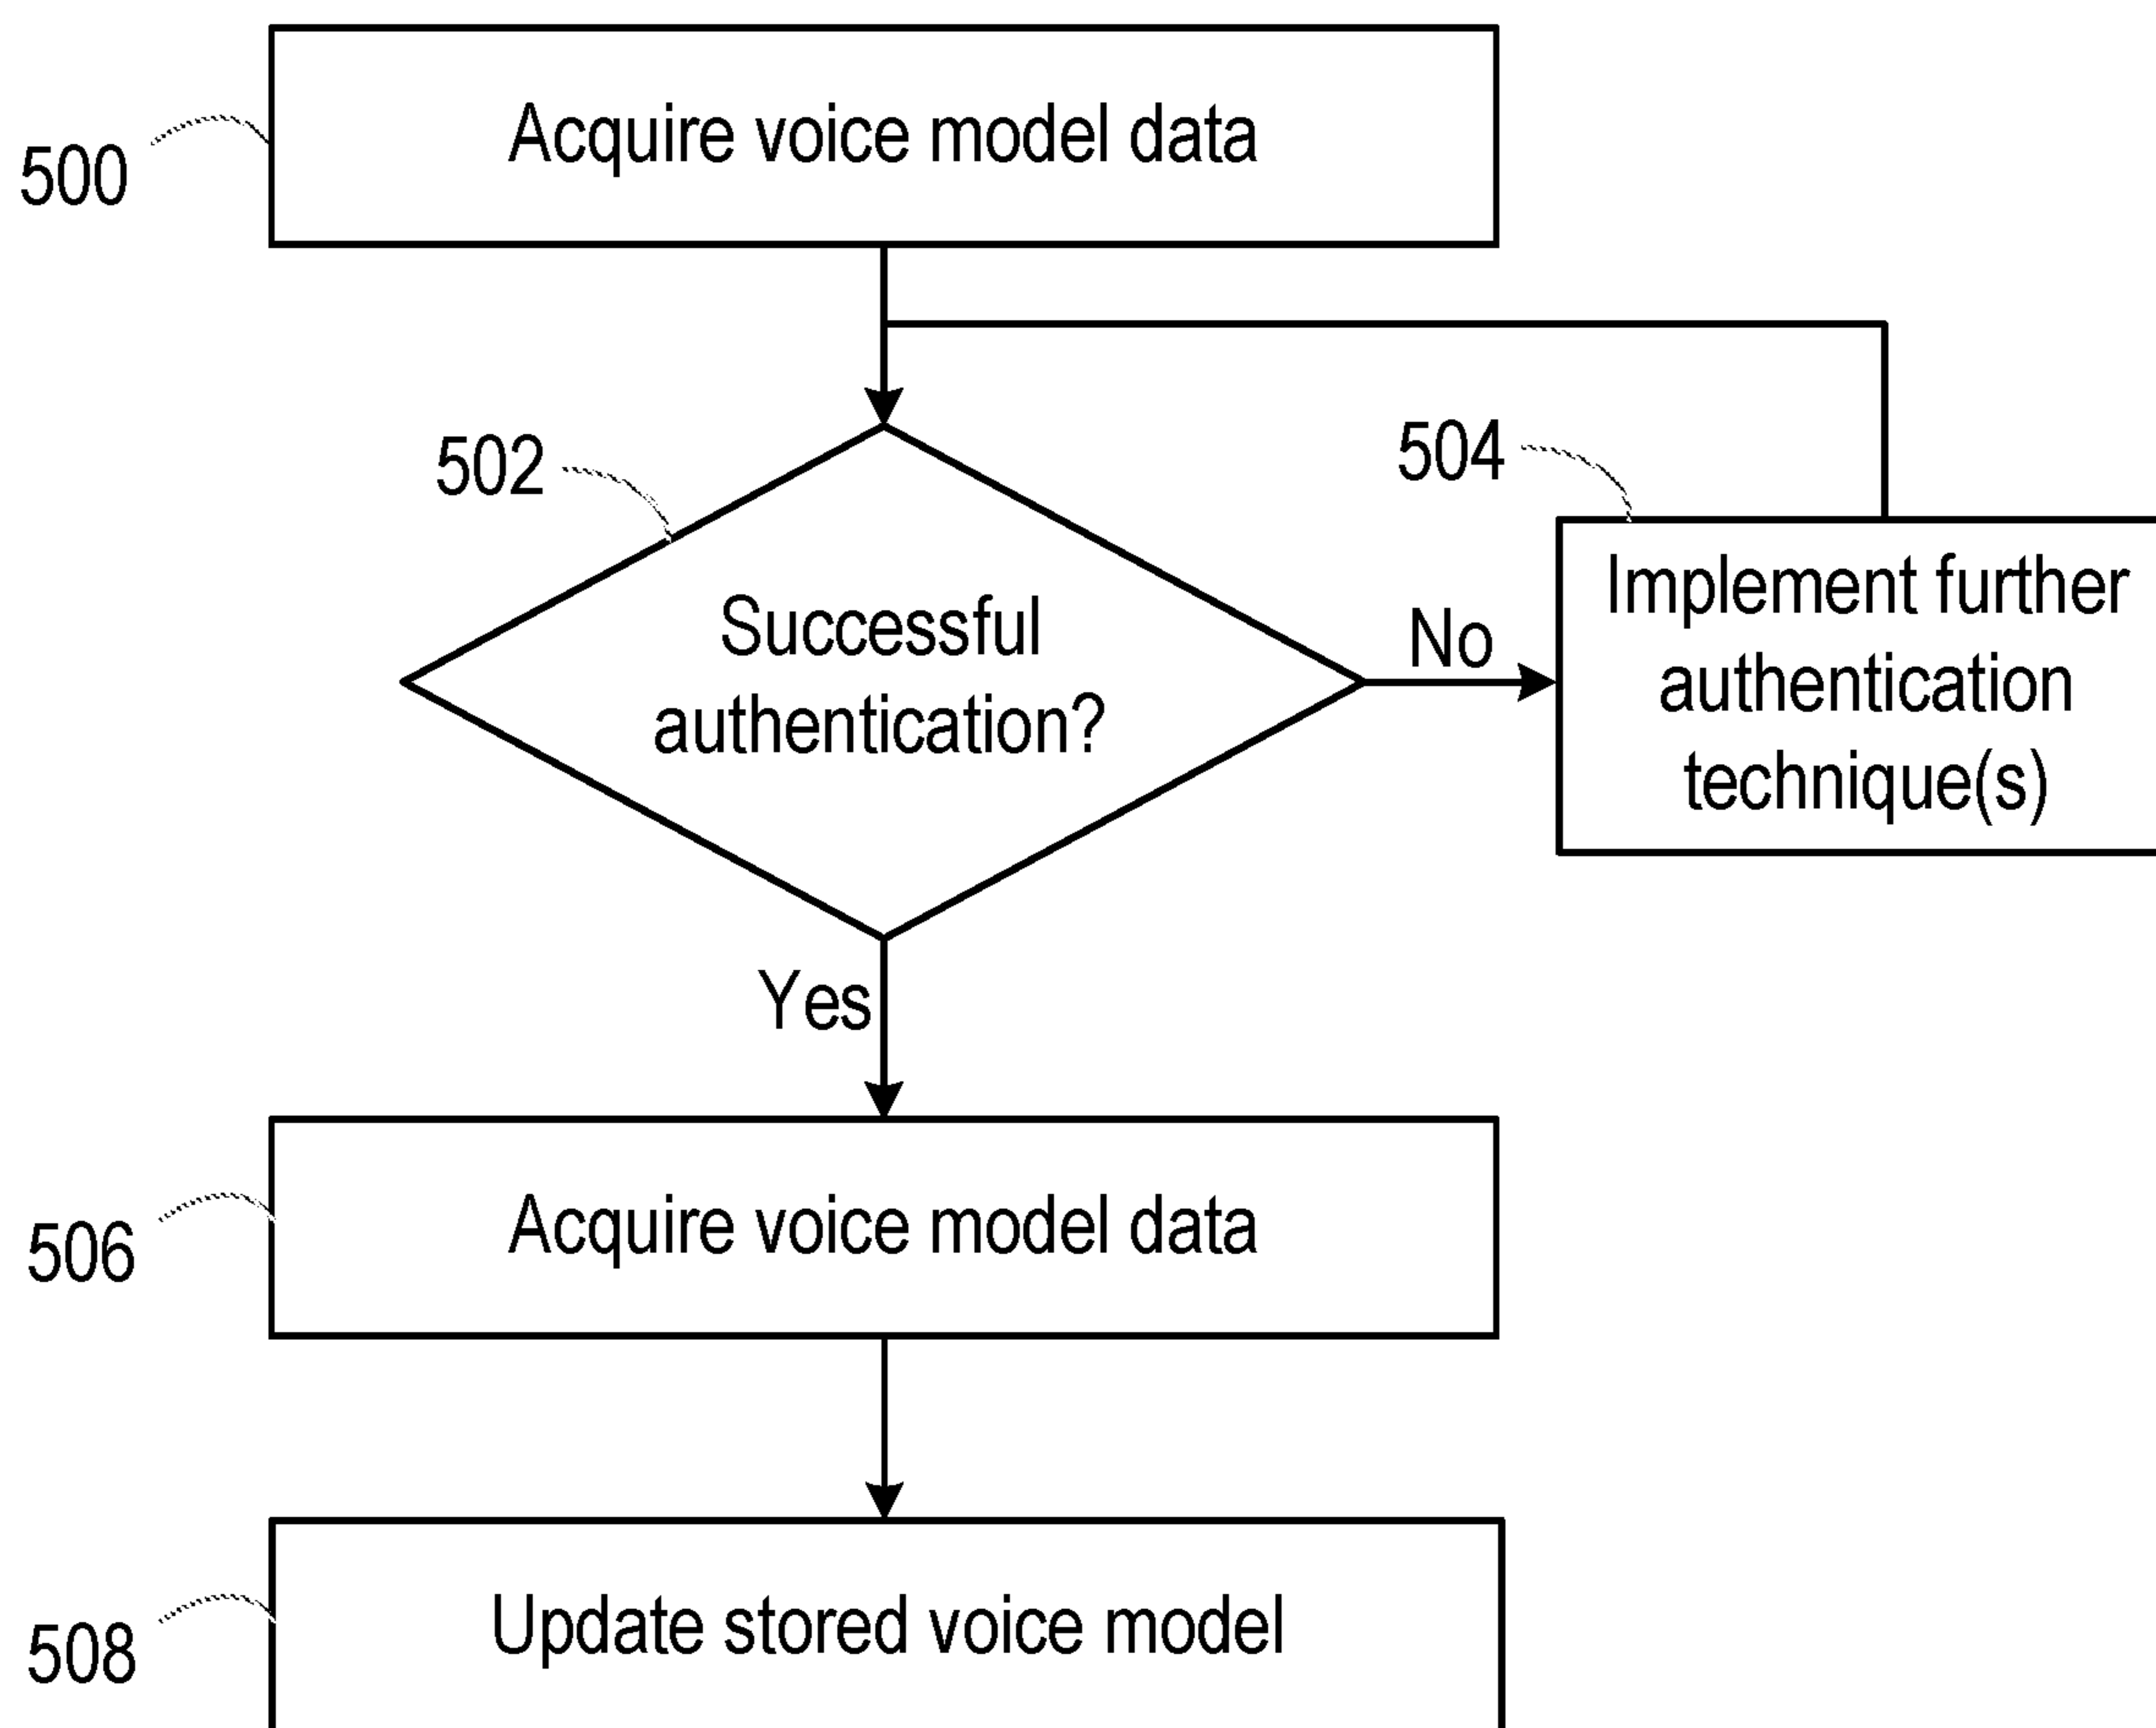 500
Acquire voice model data
502
Successful
authentication?
504
No
Implement further
authentication
technique(s)
Yes
506
Acquire voice model data
508
Update stored voice model